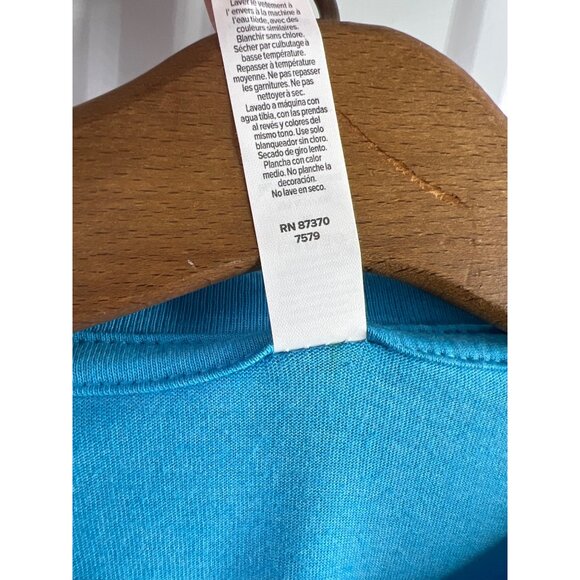 Laver le vêtement à
l' envers à la machine à
l'eau tiède, avec des
couleurs similaires.
Blanchir sans chlore.
Sécher par culbutage à
basse température.
Repasser à température
moyenne. Ne pas repasser
les garnitures. Ne pas
nettoyer à sec.
Lavado a máquina con
agua tibia, con las prendas
al revés y colores del
mismo tono. Use solo
blanqueador sin cloro.
Secado de giro lento.
Plancha con calor
medio. No planche la
decoración.
No lave en seco.
RN 87370
7579